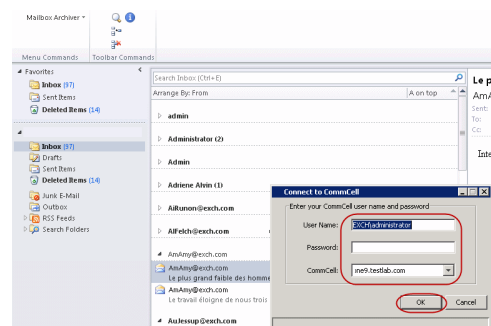 Mailbox Archiver
Menu Commands
Toolbar Commands
Favorites
Inbox (97)
Sent Items
Deleted Items (14)
Inbox (97)
Drafts
Sent Items
Deleted Items (14)
Junk E-Mail
Outbox
RSS Feeds
Search Folders
Search Inbox (Ctrl+E)
Arrange By: From
A on top
admin
Administrator (2)
Admin
Adriene Alvin (1)
AiRunon@exch.com
AlFelch@exch.com
AmAmy@exch.com
AmAmy@exch.com
Le plus grand faible des homme
AmAmy@exch.com
Le travail éloigne de nous trois
AuJessup@exch.com
Le p
AmA
Sent:
To:
Cc:
Inte
Connect to CommCell
Enter your CommCell user name and password
User Name:
EXCH\administrator
Password:
CommCell:
ne9.testlab.com
OK
Cancel